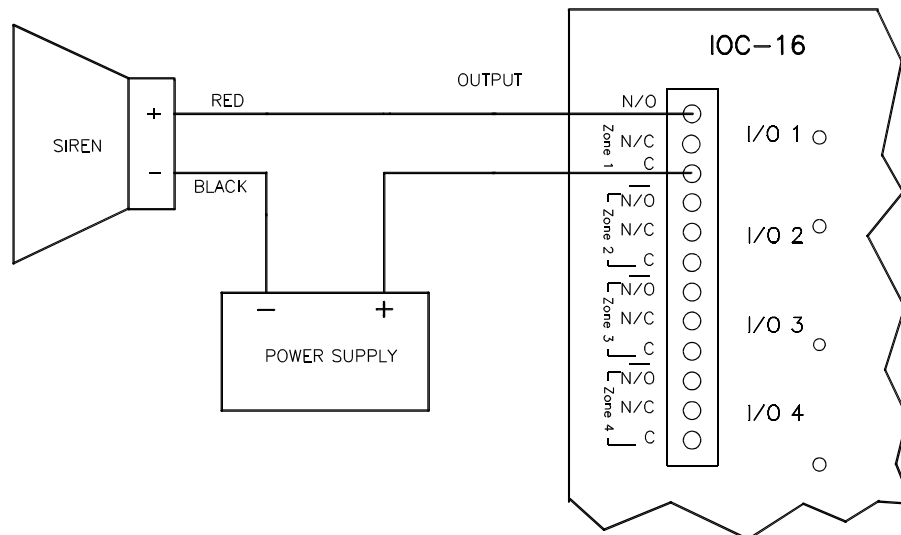 IOC-16
OUTPUT
RED
N/O
I/O 1
+
N/C
Zone 1
SIREN
-
C
BLACK
N/O
Zone 2
N/C
I/O 2
C
N/O
- +
Zone 3
N/C
I/O 3
POWER SUPPLY
C
N/O
Zone 4
N/C
I/O 4
C